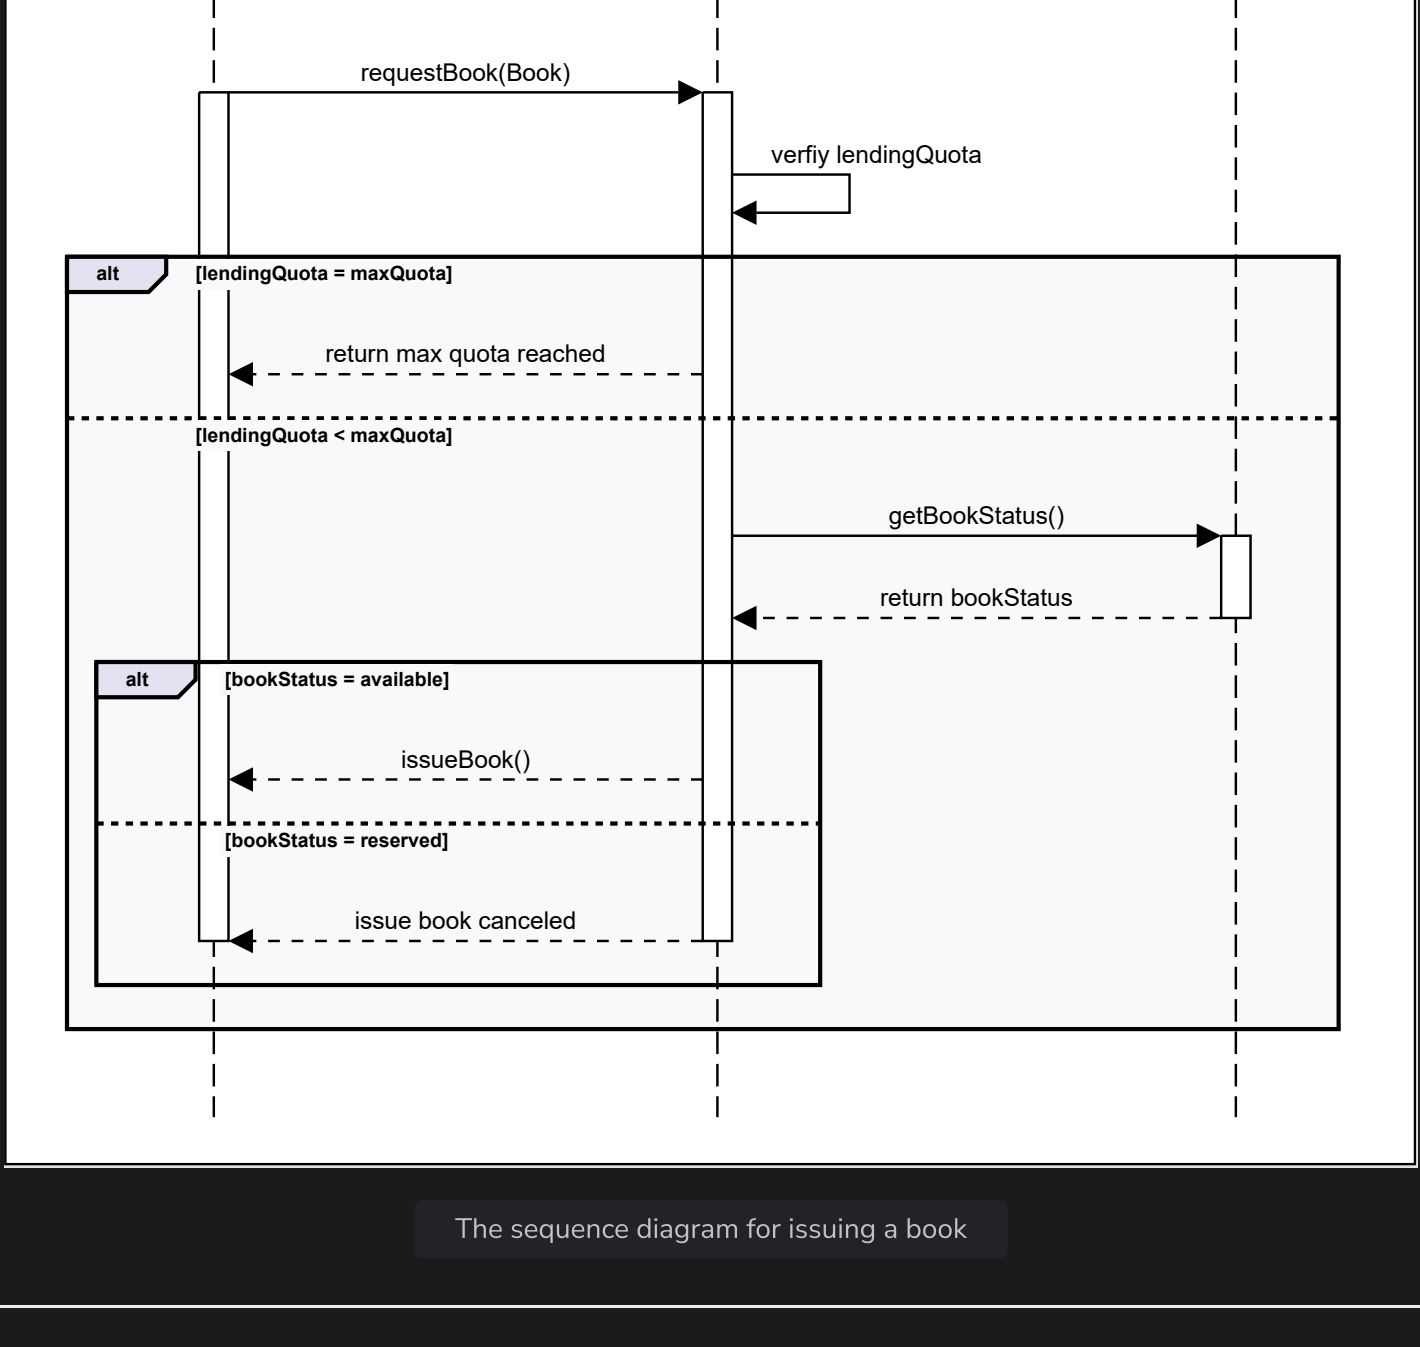 requestBook(Book)
verfiy lendingQuota
alt
[lendingQuota = maxQuota]
return max quota reached
[lendingQuota < maxQuota]
getBookStatus()
return bookStatus
alt
[bookStatus = available]
issueBook()
[bookStatus = reserved]
issue book canceled
The sequence diagram for issuing a book